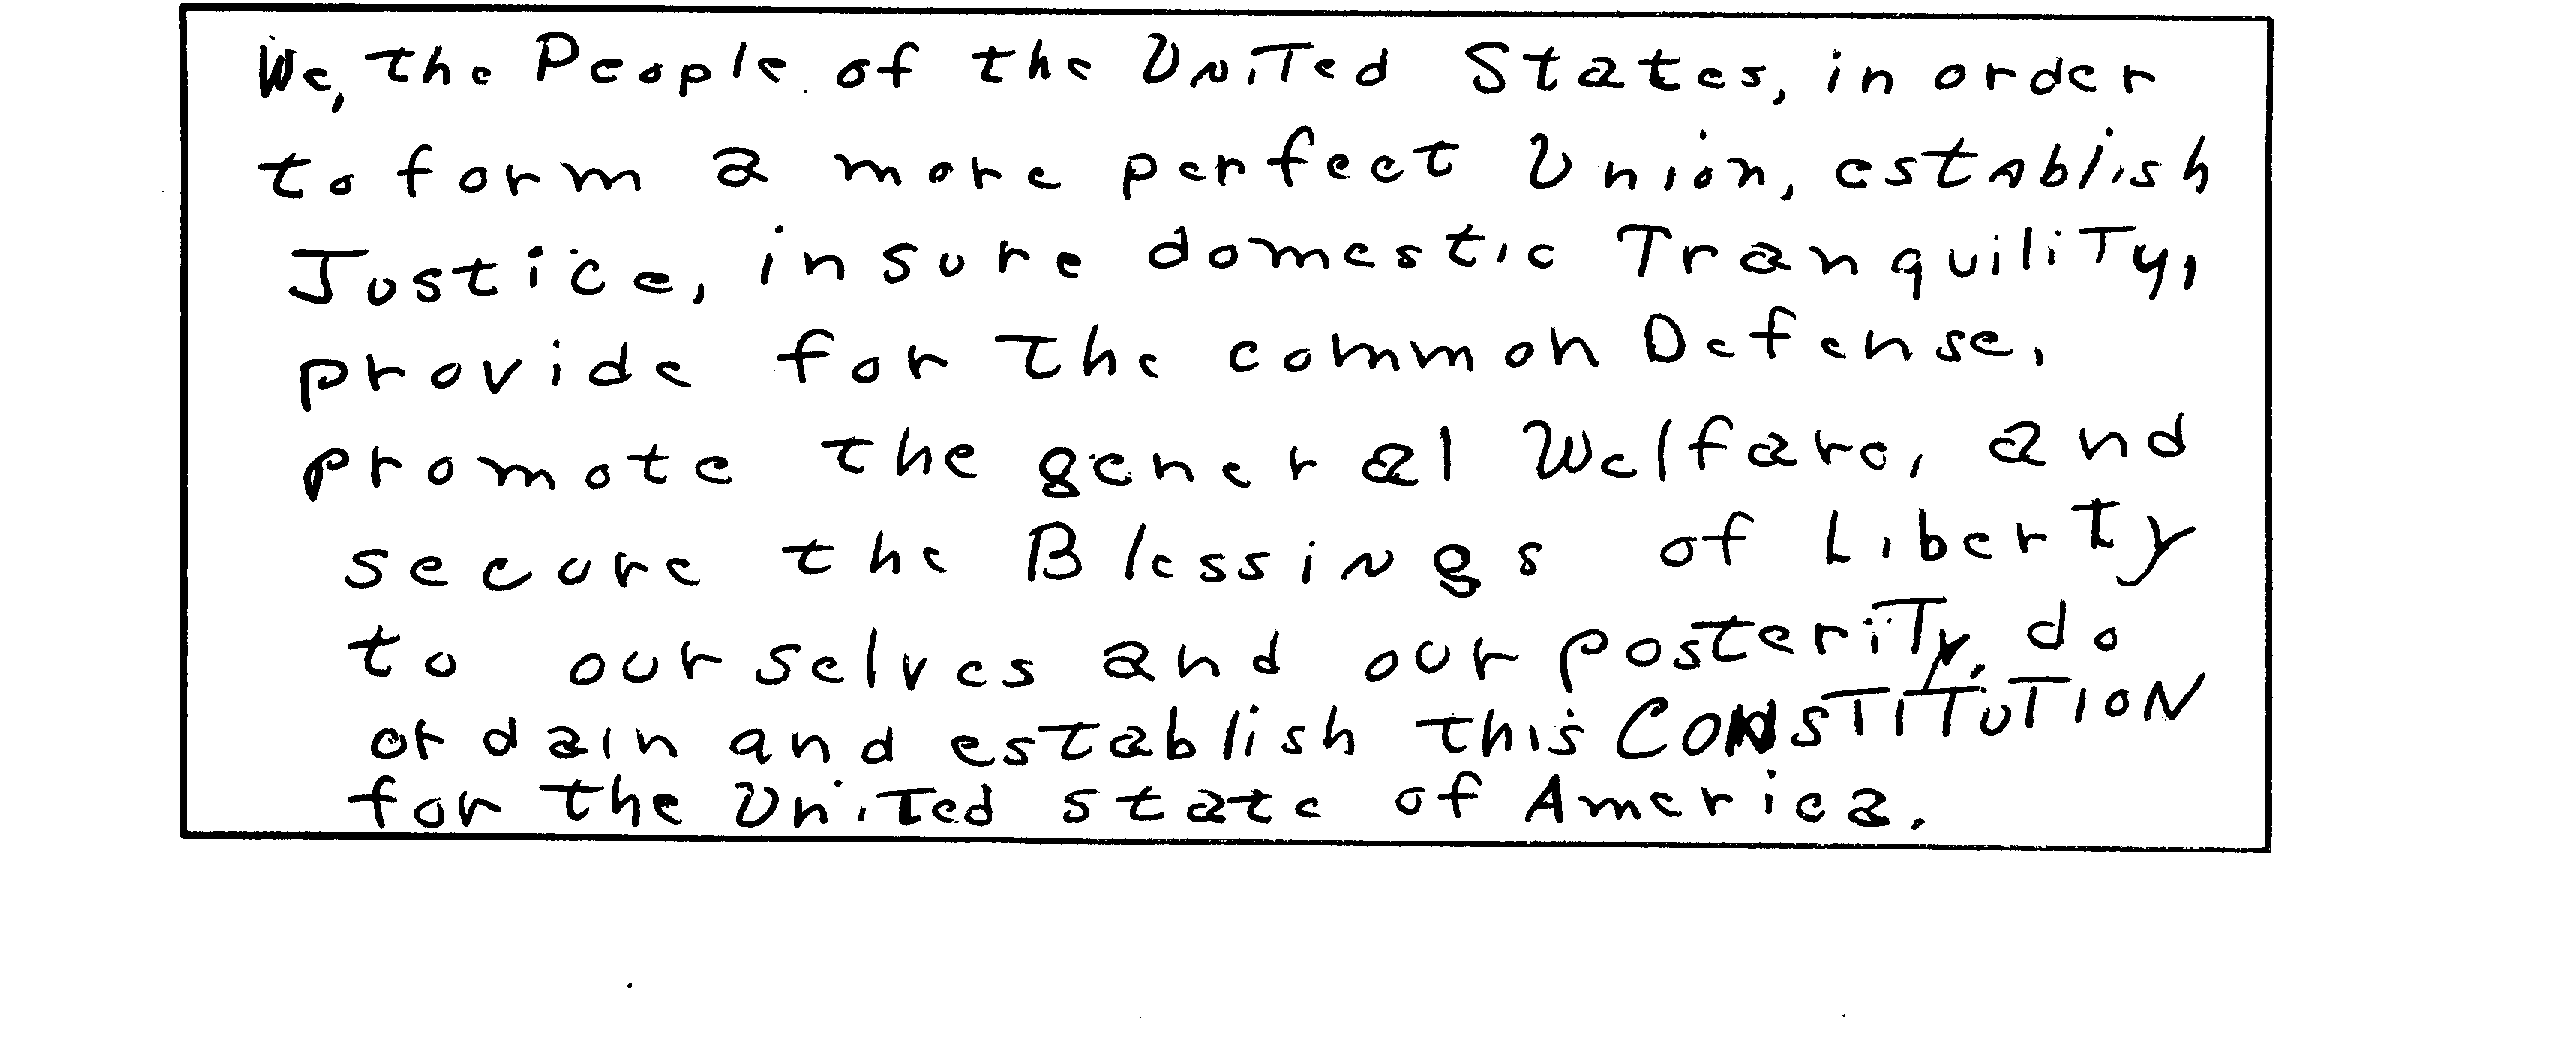 We, the People of the United States, in order
to form a more perfect Union, establish
Justice, insure domestic Tranquility,
provide for the common Defense,
promote the general Welfare, and
secure the Blessings of Liberty
to ourselves and our posterity, do
ordain and establish this CONSTITUTION
for the United state of America.